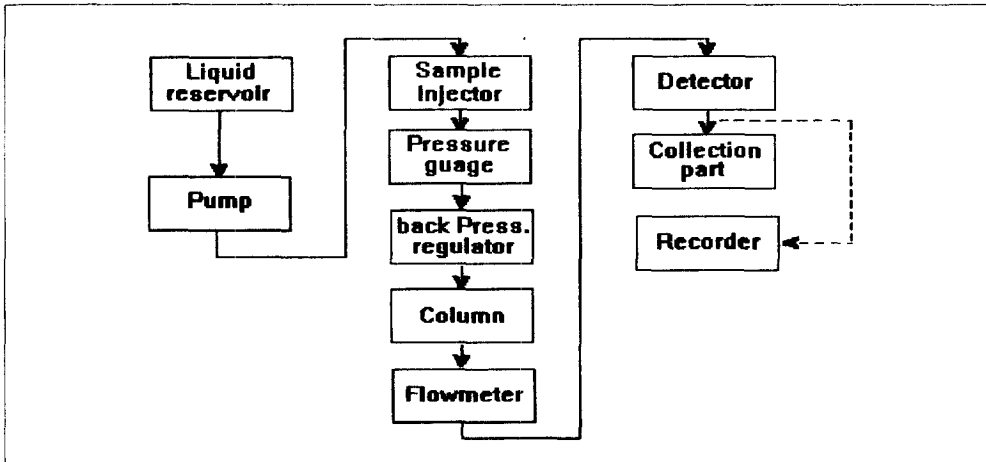 Liquid
reservoir
Pump
Sample
Injector
Pressure
guage
back Press.
regulator
Column
Flowmeter
Detector
Collection
part
Recorder